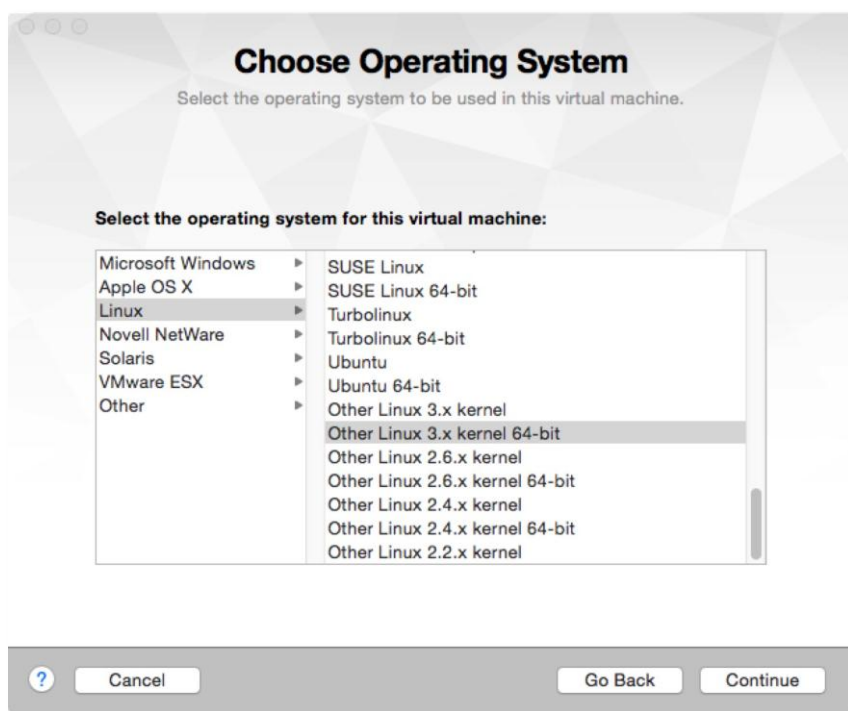 Choose Operating System
Select the operating system to be used in this virtual machine.
Select the operating system for this virtual machine:
Microsoft Windows
Apple OS X
Linux
Novell NetWare
Solaris
VMware ESX
Other
SUSE Linux
SUSE Linux 64-bit
Turbolinux
Turbolinux 64-bit
Ubuntu
Ubuntu 64-bit
Other Linux 3.x kernel
Other Linux 3.x kernel 64-bit
Other Linux 2.6.x kernel
Other Linux 2.6.x kernel 64-bit
Other Linux 2.4.x kernel
Other Linux 2.4.x kernel 64-bit
Other Linux 2.2.x kernel
?
Cancel
Go Back
Continue